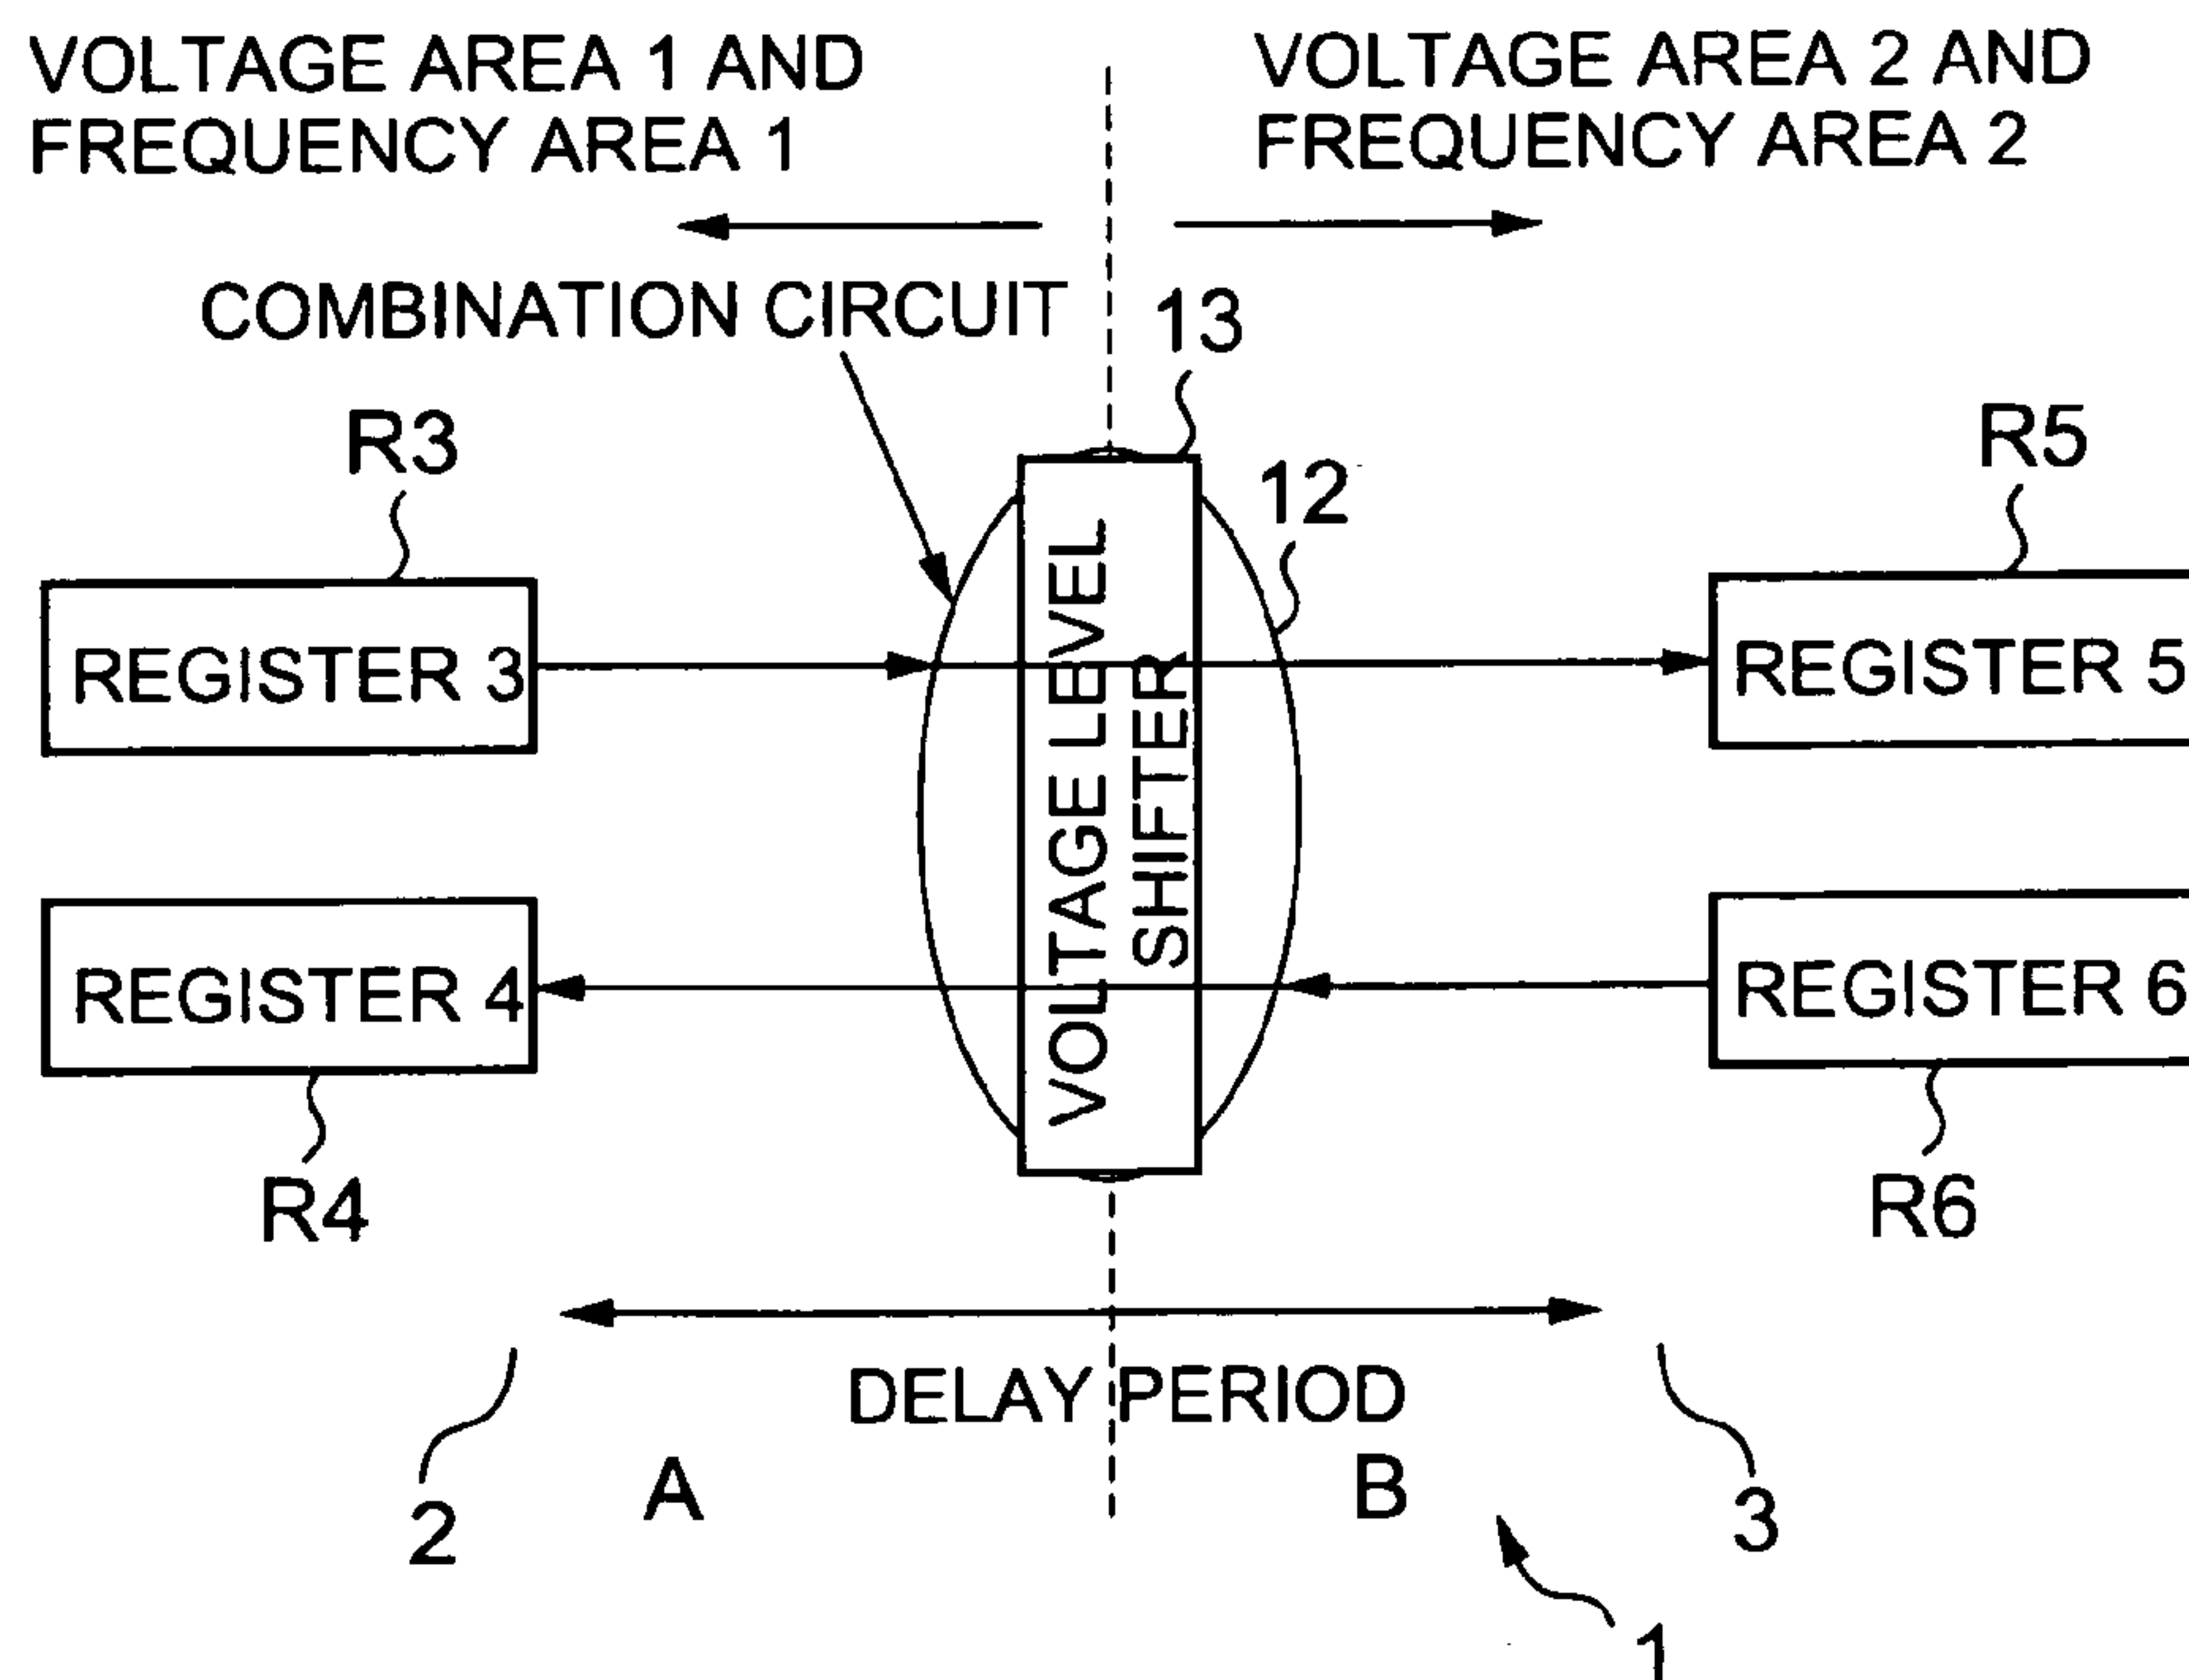 VOLTAGE AREA 1 AND
FREQUENCY AREA 1
VOLTAGE AREA 2 AND
FREQUENCY AREA 2
COMBINATION CIRCUIT
13
R3
12
R5
REGISTER 3
VOLTAGE LEVEL
SHIFTER
REGISTER 5
REGISTER 4
REGISTER 6
R4
R6
DELAY PERIOD
2
A
B
3
1